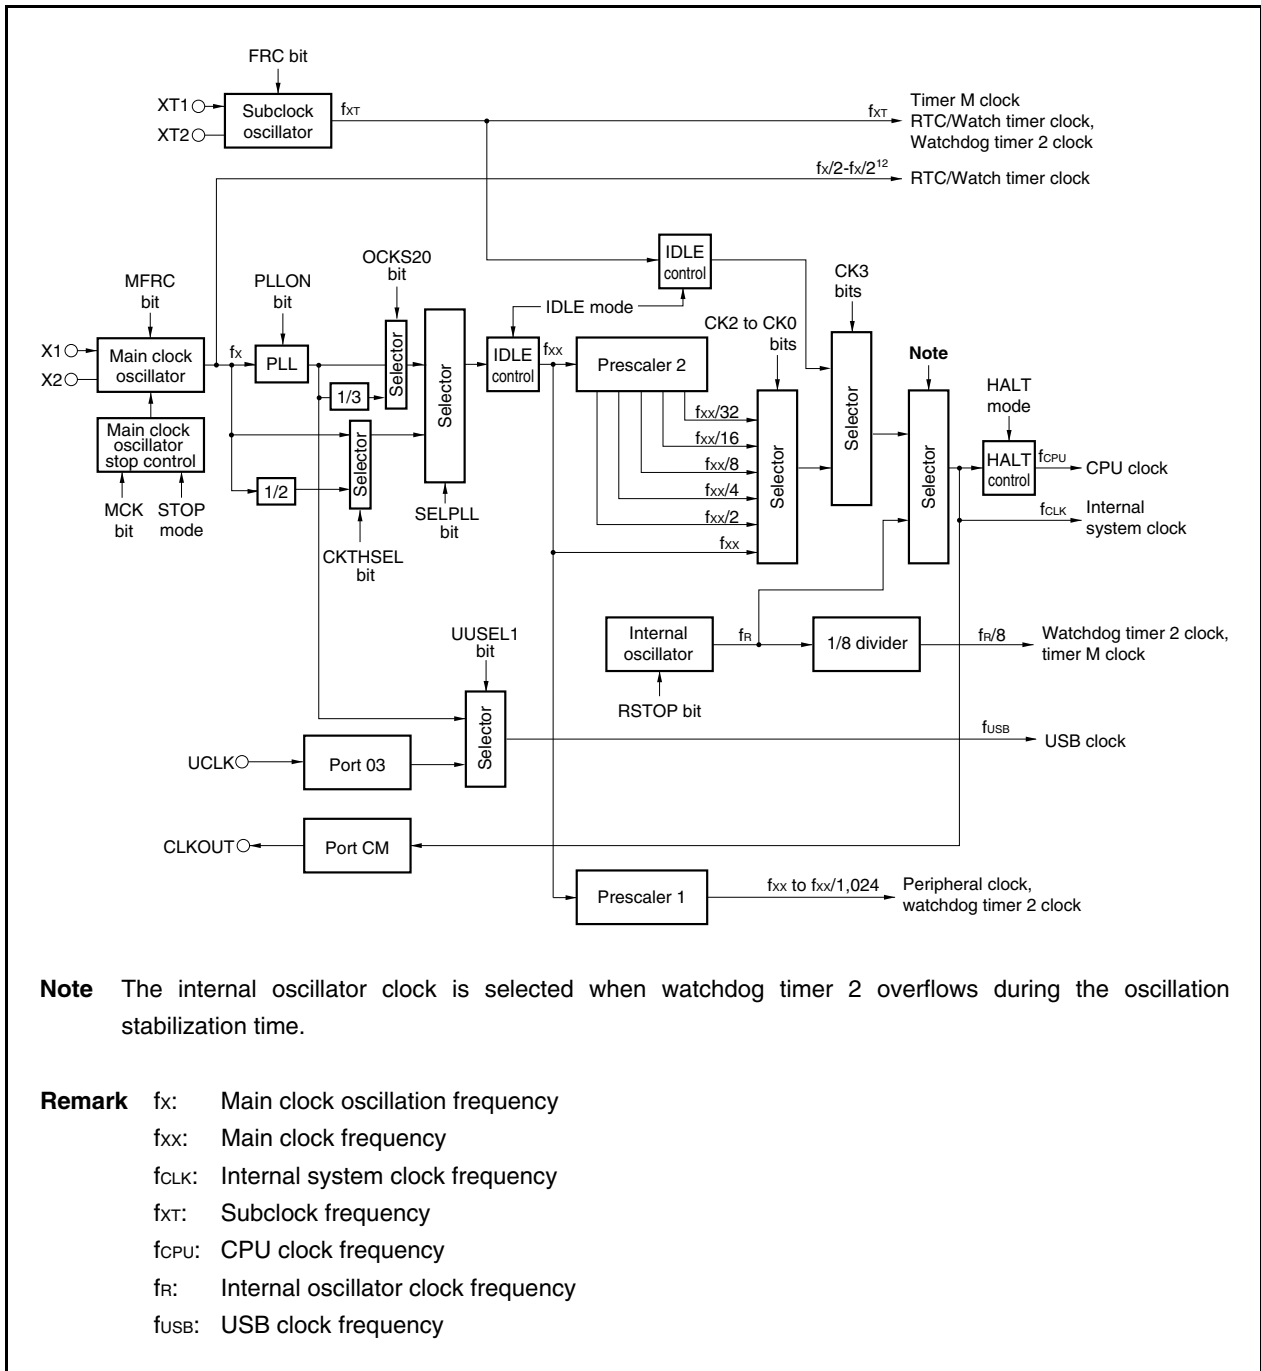 FRC bit
XT1
XT2
Subclock
oscillator
fXT
fXT
Timer M clock
RTC/Watch timer clock,
Watchdog timer 2 clock
fX/2-fX/2¹²
RTC/Watch timer clock
MFRC
bit
PLLON
bit
OCKS20
bit
IDLE
control
CK3
bits
IDLE mode
CK2 to CK0
bits
X1
X2
Main clock
oscillator
fX
PLL
1/3
Selector
Selector
IDLE
control
fXX
Prescaler 2
Selector
Note
HALT
mode
Main clock
oscillator
stop control
MCK
bit
STOP
mode
1/2
Selector
CKTHSEL
bit
SELPLL
bit
fXX/32
fXX/16
fXX/8
fXX/4
fXX/2
fXX
Selector
Selector
HALT
control
fCPU
CPU clock
fCLK
Internal
system clock
UUSEL1
bit
Internal
oscillator
fR
1/8 divider
fR/8
Watchdog timer 2 clock,
timer M clock
RSTOP bit
Selector
fUSB
USB clock
UCLK
Port 03
CLKOUT
Port CM
Prescaler 1
fXX to fXX/1,024
Peripheral clock,
watchdog timer 2 clock
Note The internal oscillator clock is selected when watchdog timer 2 overflows during the oscillation
stabilization time.
Remark fX: Main clock oscillation frequency
fXX: Main clock frequency
fCLK: Internal system clock frequency
fXT: Subclock frequency
fCPU: CPU clock frequency
fR: Internal oscillator clock frequency
fUSB: USB clock frequency